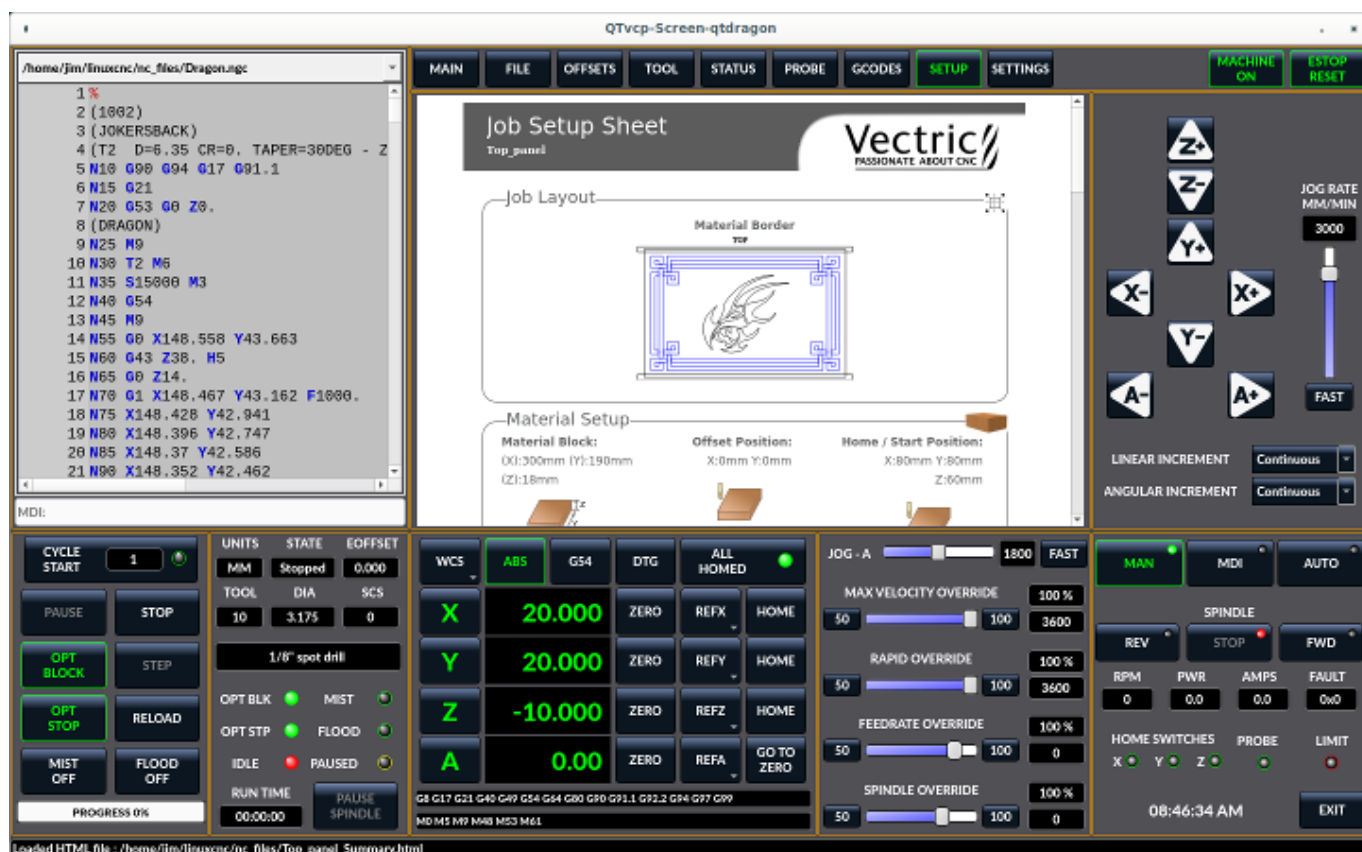 QTvcp-Screen-qtdragon
/home/jim/linuxcnc/nc_files/Dragon.ngc
1 %
2 (1002)
3 (JOKERSBACK)
4 (T2 D=6.35 CR=0. TAPER=30DEG - Z
5 N10 G90 G94 G17 G91.1
6 N15 G21
7 N20 G53 G0 Z0.
8 (DRAGON)
9 N25 M9
10 N30 T2 M6
11 N35 S15000 M3
12 N40 G54
13 N45 M9
14 N55 G0 X148.558 Y43.663
15 N60 G43 Z38. H5
16 N65 G0 Z14.
17 N70 G1 X148.467 Y43.162 F1000.
18 N75 X148.428 Y42.941
19 N80 X148.396 Y42.747
20 N85 X148.37 Y42.586
21 N90 X148.352 Y42.462
MDI:
MAIN FILE OFFSETS TOOL STATUS PROBE GCODES SETUP SETTINGS
MACHINE ON
ESTOP RESET
Job Setup Sheet
Top_panel
Vectric
PASSIONATE ABOUT CNC
Job Layout
Material Border
TOP
Material Setup
Material Block: Offset Position: Home / Start Position:
(X):300mm (Y):190mm X:0mm Y:0mm X:80mm Y:80mm
(Z):18mm Z:60mm
Z
Z+
Z-
Y+
X- X+
Y-
A- A+
JOG RATE
MM/MIN
3000
FAST
LINEAR INCREMENT Continuous
ANGULAR INCREMENT Continuous
CYCLE START 1
PAUSE STOP
OPT BLOCK STEP
OPT STOP RELOAD
MIST OFF FLOOD OFF
PROGRESS 0%
UNITS STATE EOFFSET
MM Stopped 0.000
TOOL DIA SCS
10 3.175 0
1/8" spot drill
OPT BLK MIST
OPT STP FLOOD
IDLE PAUSED
RUN TIME
00:00:00
PAUSE SPINDLE
WCS ABS G54 DTG ALL HOMED
X 20.000 ZERO REFX HOME
Y 20.000 ZERO REFY HOME
Z -10.000 ZERO REFZ HOME
A 0.00 ZERO REFA GO TO ZERO
G8 G17 G21 G40 G49 G54 G64 G80 G90 G91.1 G92.2 G94 G97 G99
M0 M5 M9 M48 M53 M61
JOG - A 1800 FAST
MAX VELOCITY OVERRIDE 100 %
50 100 3600
RAPID OVERRIDE 100 %
50 100 3600
FEEDRATE OVERRIDE 100 %
50 100 0
SPINDLE OVERRIDE 100 %
50 100 0
MAN MDI AUTO
SPINDLE
REV STOP FWD
RPM PWR AMPS FAULT
0 0.0 0.0 0x0
HOME SWITCHES PROBE LIMIT
X Y Z
08:46:34 AM
EXIT
Loaded HTML file : /home/jim/linuxcnc/nc_files/Top_panel_Summary.html